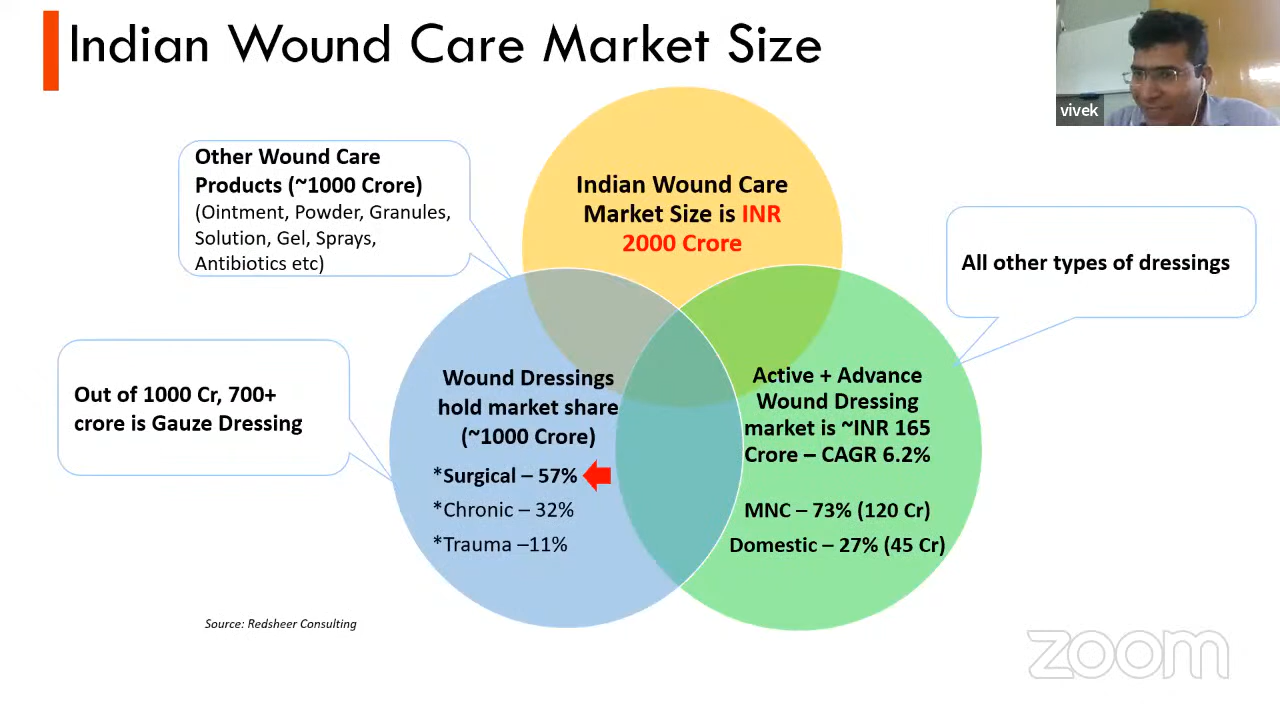 Indian Wound Care Market Size
vivek
Other Wound Care
Products (~1000 Crore)
(Ointment, Powder, Granules,
Solution, Gel, Sprays,
Antibiotics etc)
Indian Wound Care
Market Size is INR
2000 Crore
All other types of dressings
Out of 1000 Cr, 700+
crore is Gauze Dressing
Wound Dressings
hold market share
(~1000 Crore)
*Surgical – 57%
*Chronic – 32%
*Trauma –11%
Active + Advance
Wound Dressing
market is ~INR 165
Crore – CAGR 6.2%
MNC – 73% (120 Cr)
Domestic – 27% (45 Cr)
Source: Redsheer Consulting
zoom